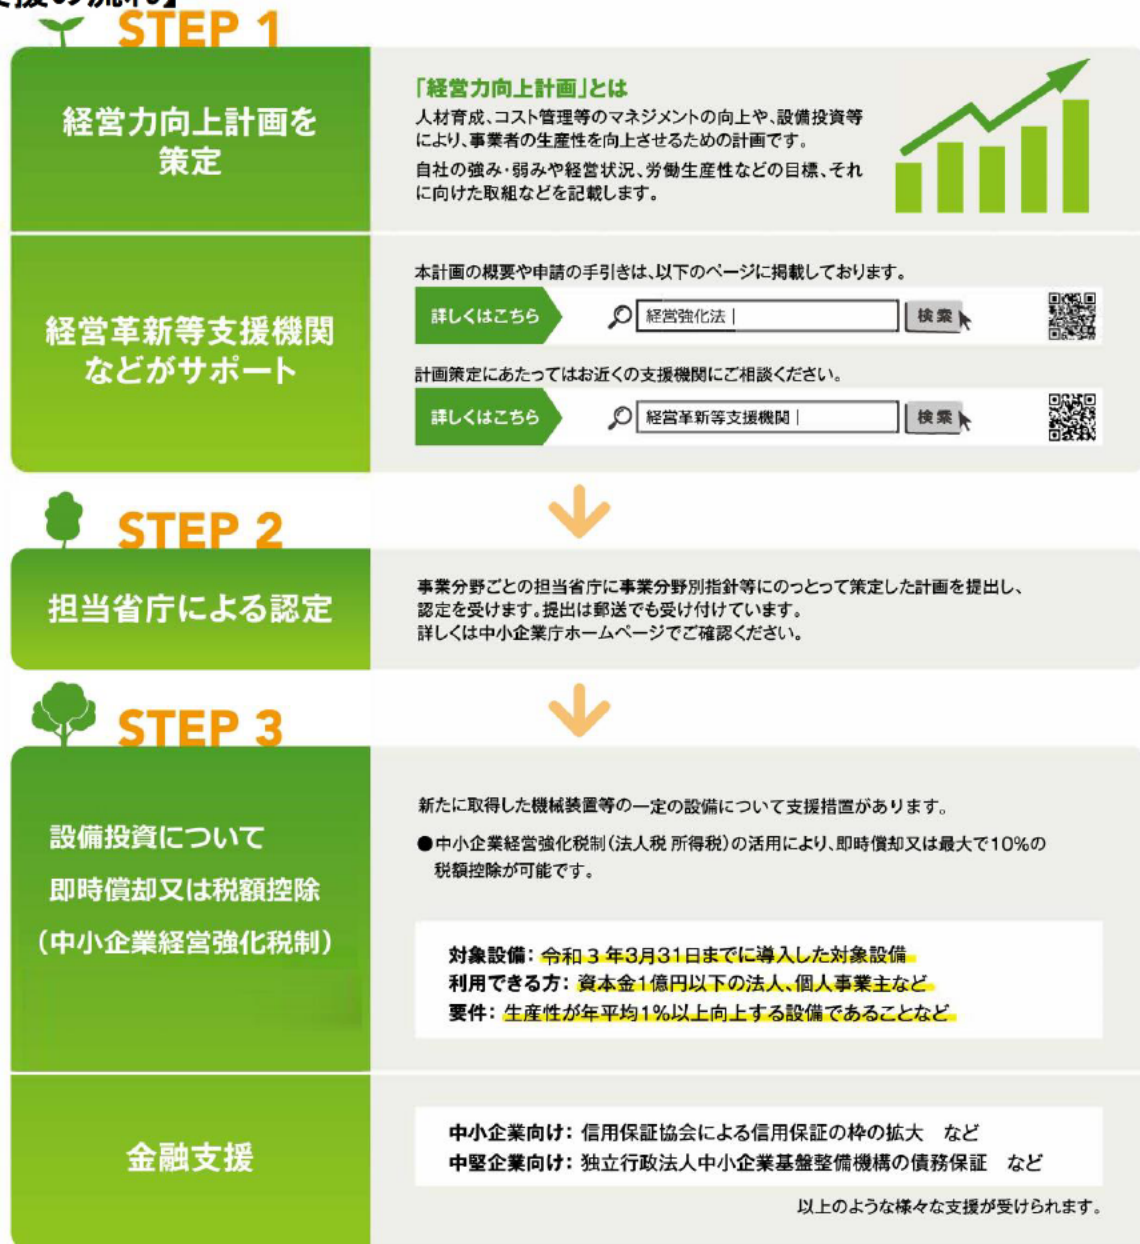 援の流れ】
STEP 1
経営力向上計画を
策定
「経営力向上計画」とは
人材育成、コスト管理等のマネジメントの向上や、設備投資等
により、事業者の生産性を向上させるための計画です。
自社の強み・弱みや経営状況、労働生産性などの目標、それ
に向けた取組などを記載します。
経営革新等支援機関
などがサポート
本計画の概要や申請の手引きは、以下のページに掲載しております。
詳しくはこちら
経営強化法
検索
計画策定にあたってはお近くの支援機関にご相談ください。
詳しくはこちら
経営革新等支援機関
検索
STEP 2
担当省庁による認定
事業分野ごとの担当省庁に事業分野別指針等にのっとって策定した計画を提出し、
認定を受けます。提出は郵送でも受け付けています。
詳しくは中小企業庁ホームページでご確認ください。
STEP 3
設備投資について
即時償却又は税額控除
(中小企業経営強化税制)
新たに取得した機械装置等の一定の設備について支援措置があります。
●中小企業経営強化税制(法人税 所得税)の活用により、即時償却又は最大で10%の
税額控除が可能です。
対象設備: 令和3年3月31日までに導入した対象設備
利用できる方: 資本金1億円以下の法人、個人事業主など
要件: 生産性が年平均1%以上向上する設備であることなど
金融支援
中小企業向け: 信用保証協会による信用保証の枠の拡大 など
中堅企業向け: 独立行政法人中小企業基盤整備機構の債務保証 など
以上のような様々な支援が受けられます。